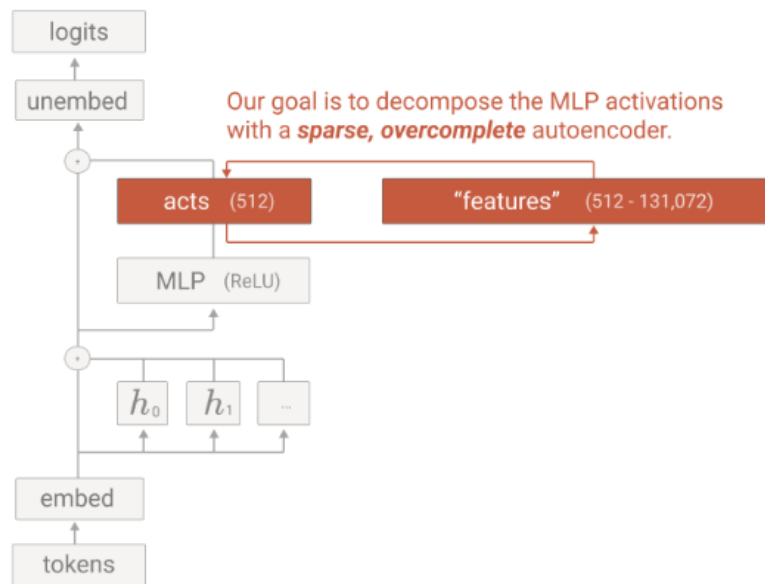 logits
unembed
Our goal is to decompose the MLP activations
with a sparse, overcomplete autoencoder.
+
acts (512)
“features” (512 - 131,072)
MLP (ReLU)
+
h₀
h₁
...
embed
tokens